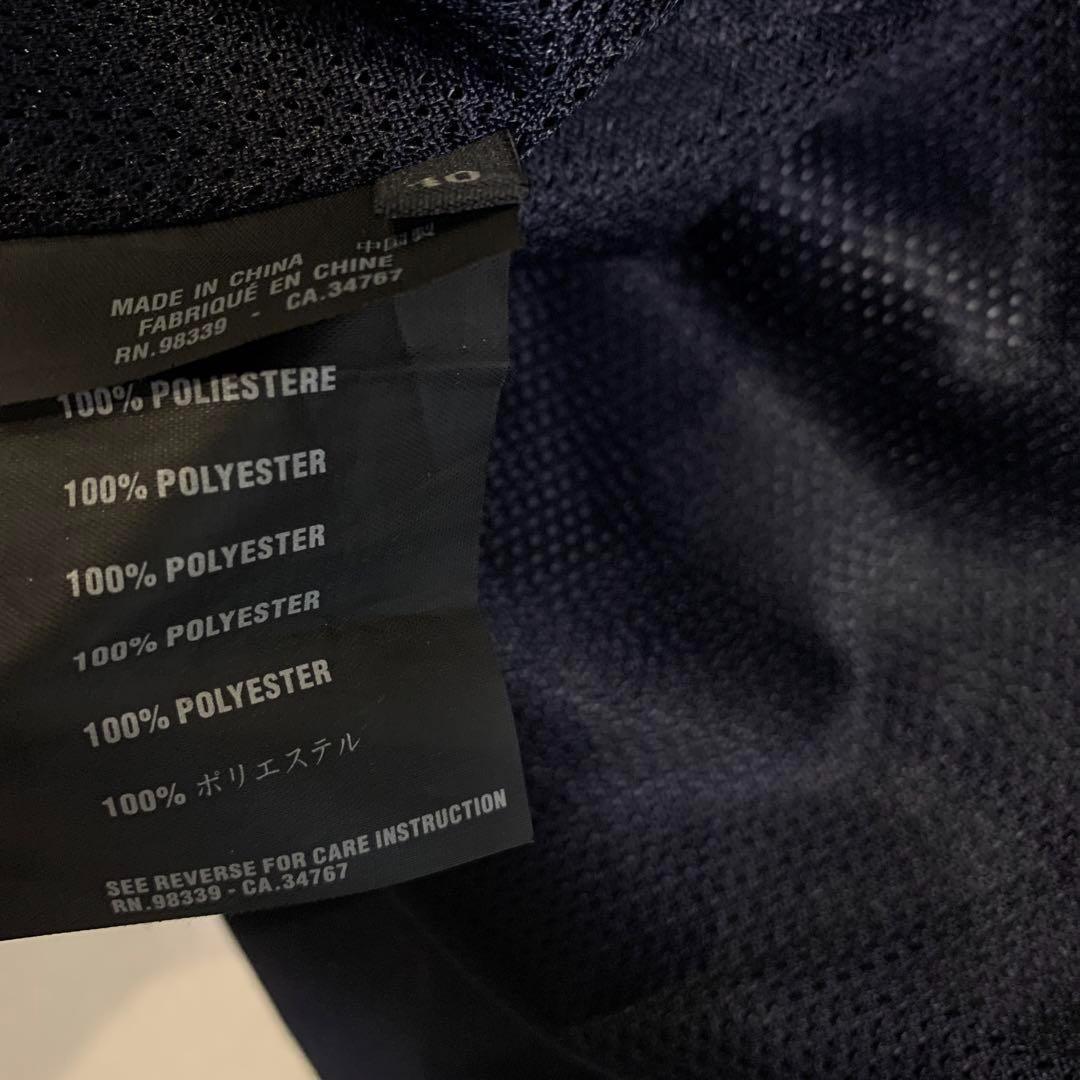 30
中国製
MADE IN CHINA
FABRIQUÉ EN CHINE
RN.98339 - CA.34767
100% POLIESTERE
100% POLYESTER
100% POLYESTER
100% POLYESTER
100% POLYESTER
100% ポリエステル
SEE REVERSE FOR CARE INSTRUCTION
RN.98339 - CA.34767